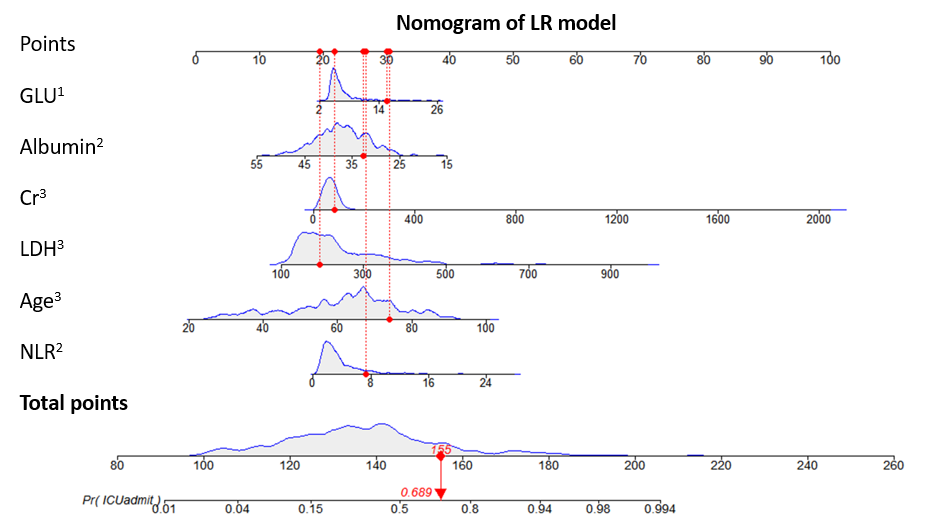 Nomogram of LR model
Points
0 10 20 30 40 50 60 70 80 90 100
GLU1
2 14 26
Albumin2
55 45 35 25 15
Cr3
0 400 800 1200 1600 2000
LDH3
100 300 500 700 900
Age3
20 40 60 80 100
NLR2
0 8 16 24
Total points
155
80 100 120 140 160 180 200 220 240 260
0.689
Pr( ICUadmit )
0.01 0.04 0.15 0.5 0.8 0.94 0.98 0.994